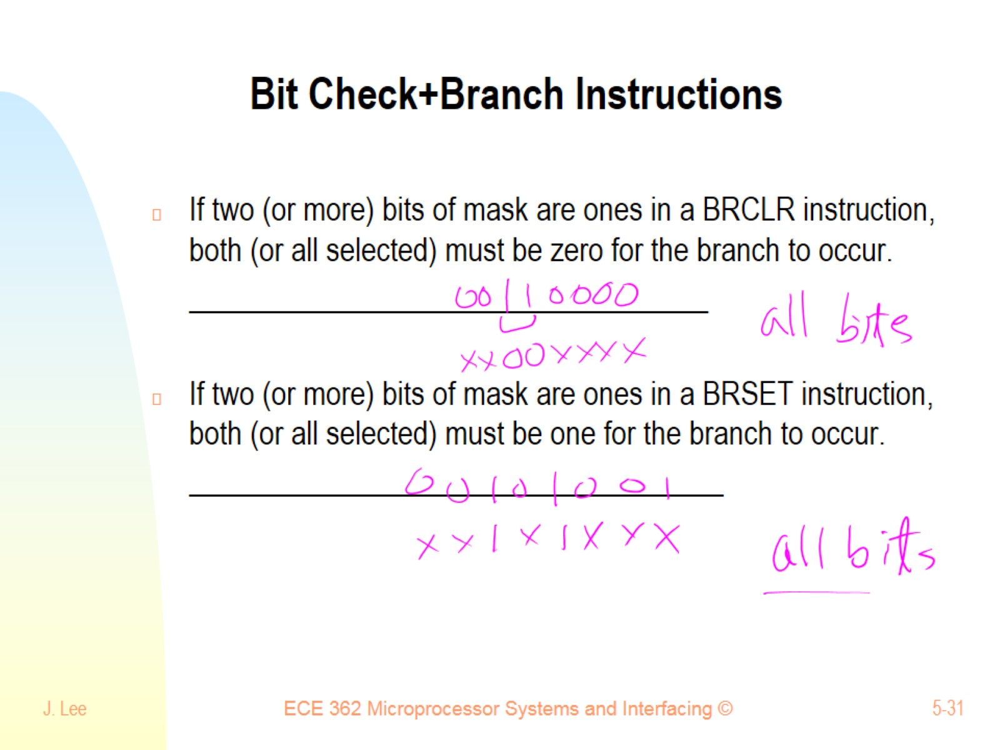 Bit Check+Branch Instructions
If two (or more) bits of mask are ones in a BRCLR instruction,
both (or all selected) must be zero for the branch to occur.
00110000
all bits
xx00xxxx
If two (or more) bits of mask are ones in a BRSET instruction,
both (or all selected) must be one for the branch to occur.
00101001
xx1x1xxx
all bits
J. Lee
ECE 362 Microprocessor Systems and Interfacing ©
5-31